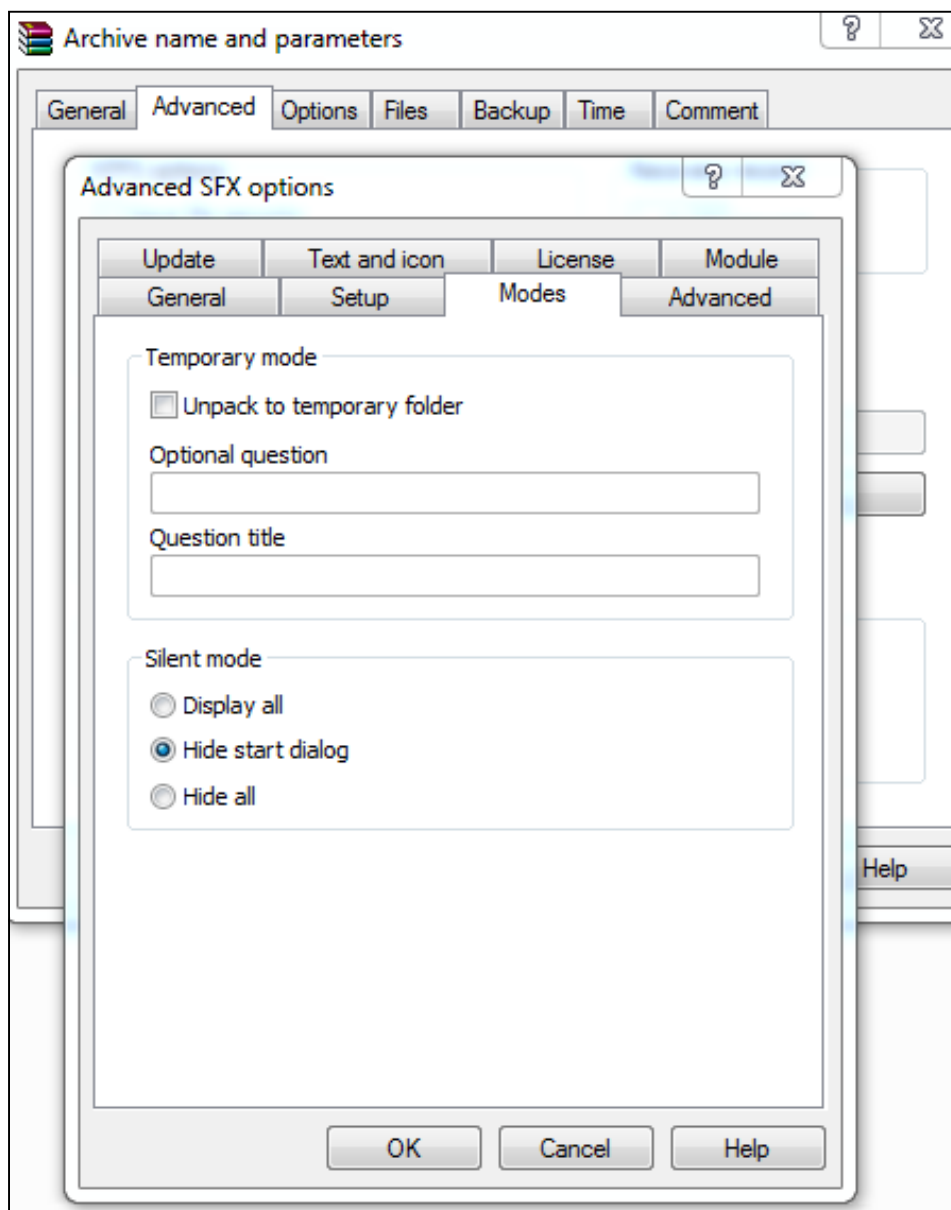 Archive name and parameters
General Advanced Options Files Backup Time Comment
Advanced SFX options
Update Text and icon License Module
General Setup Modes Advanced
Temporary mode
Unpack to temporary folder
Optional question
Question title
Silent mode
Display all
Hide start dialog
Hide all
Help
OK Cancel Help